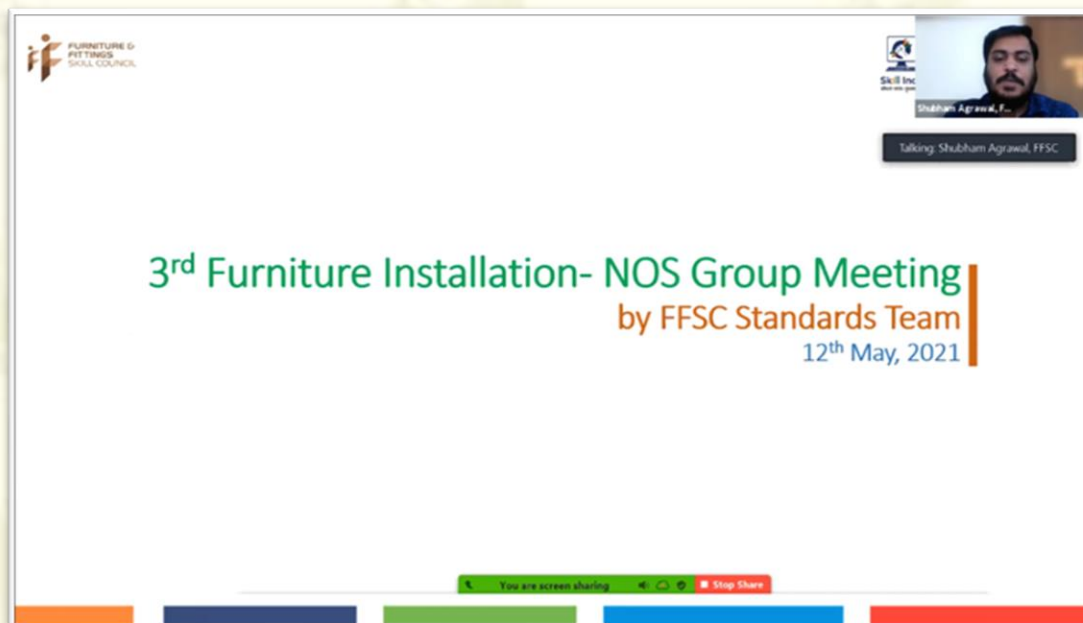 FURNITURE &
FITTINGS
SKILL COUNCIL
Skill Inc
Shubham Agrawal, F...
Talking: Shubham Agrawal, FFSC
3rd Furniture Installation- NOS Group Meeting
by FFSC Standards Team
12th May, 2021
You are screen sharing
Stop Share